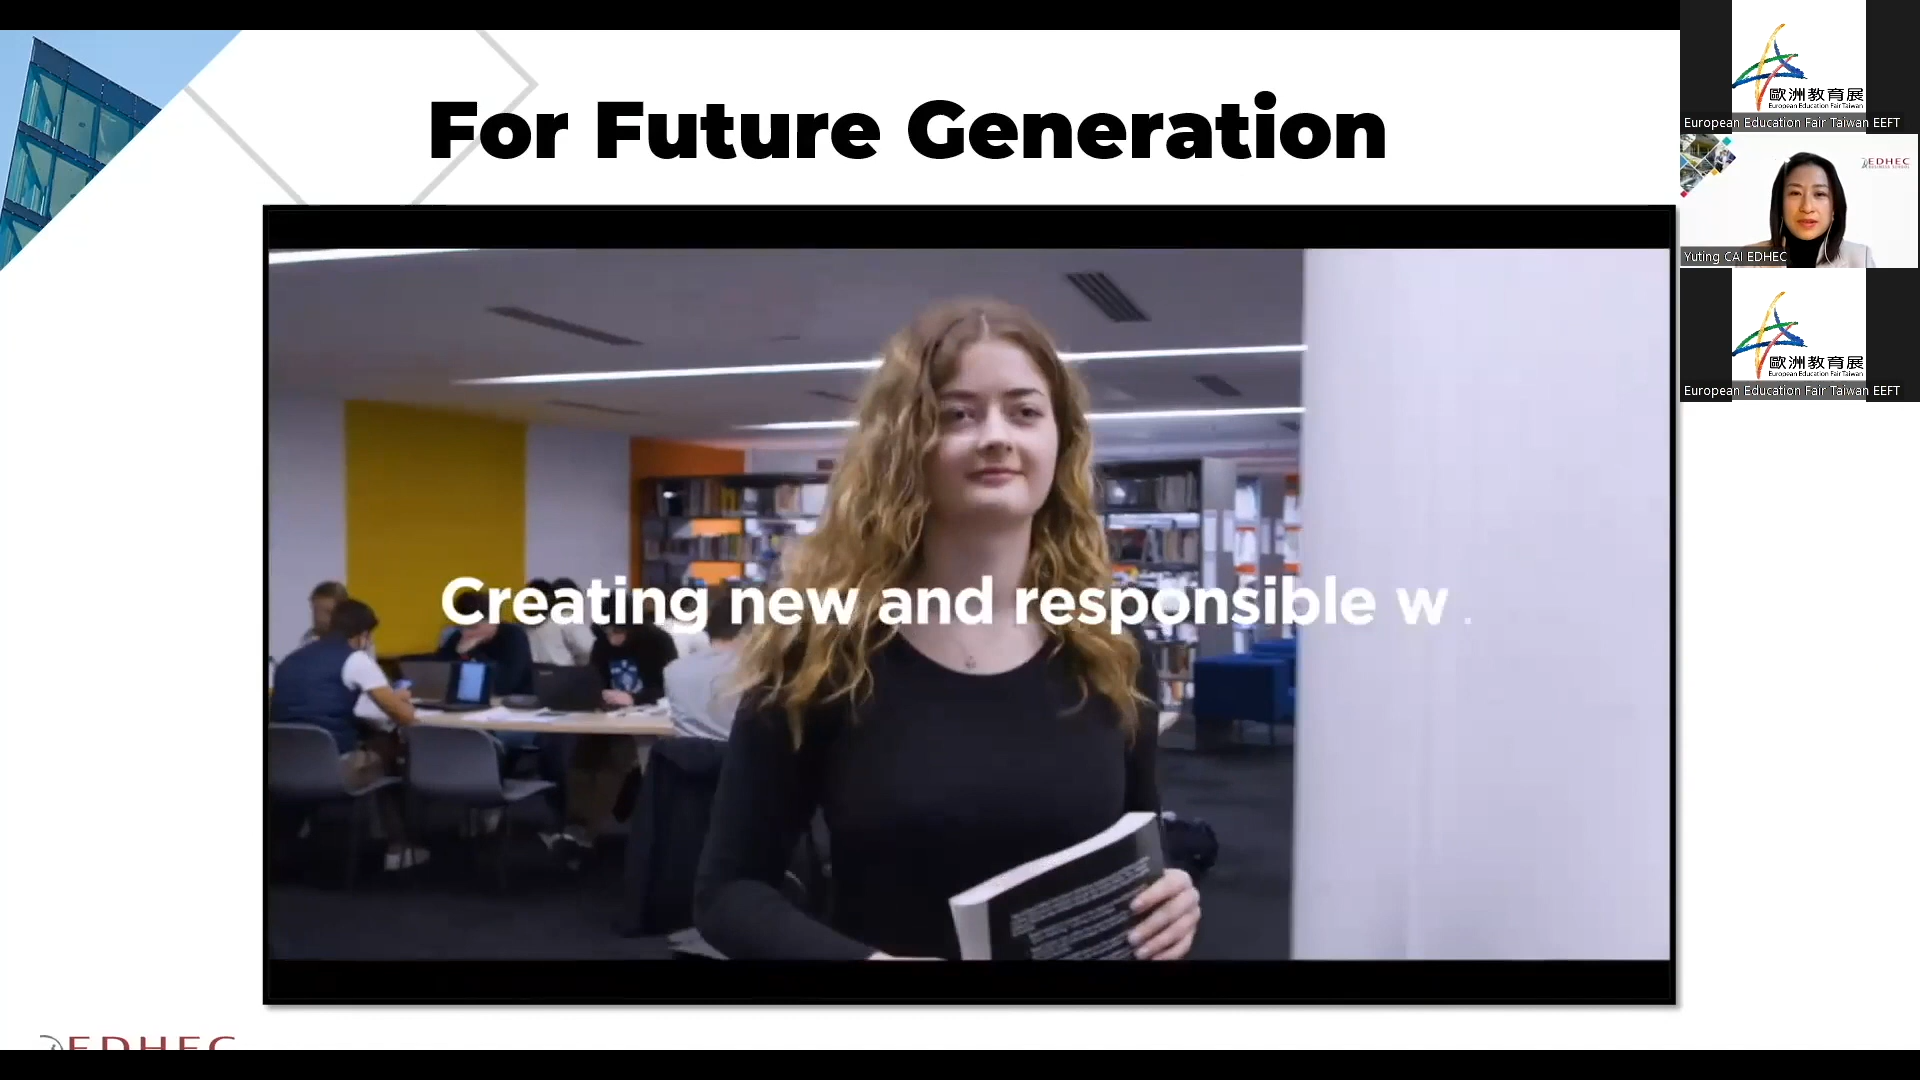 For Future Generation
Creating new and responsible w .
EDHEC
歐洲教育展
European Education Fair Taiwan
European Education Fair Taiwan EEFT
EDHEC
BUSINESS SCHOOL
Yuting CAI EDHEC
歐洲教育展
European Education Fair Taiwan
European Education Fair Taiwan EEFT